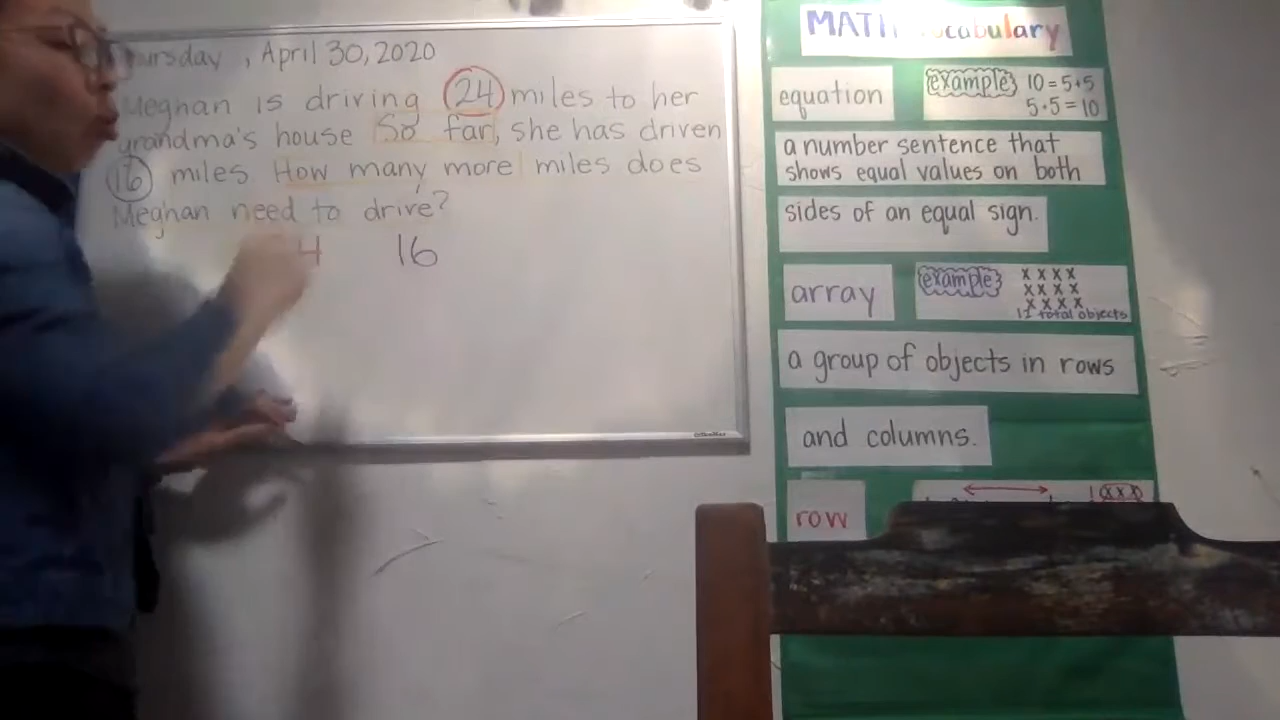 , April 30, 2020
Meghan is driving 24 miles to her
grandma's house So far, she has driven
16 miles. How many more miles does
Meghan need to drive?
4 16
MATH
equation
example 10=5+5
5+5=10
a number sentence that
shows equal values on both
sides of an equal sign.
array
example x x x x
x x x x
x x x x
12 total objects
a group of objects in rows
and columns.
row
xxx